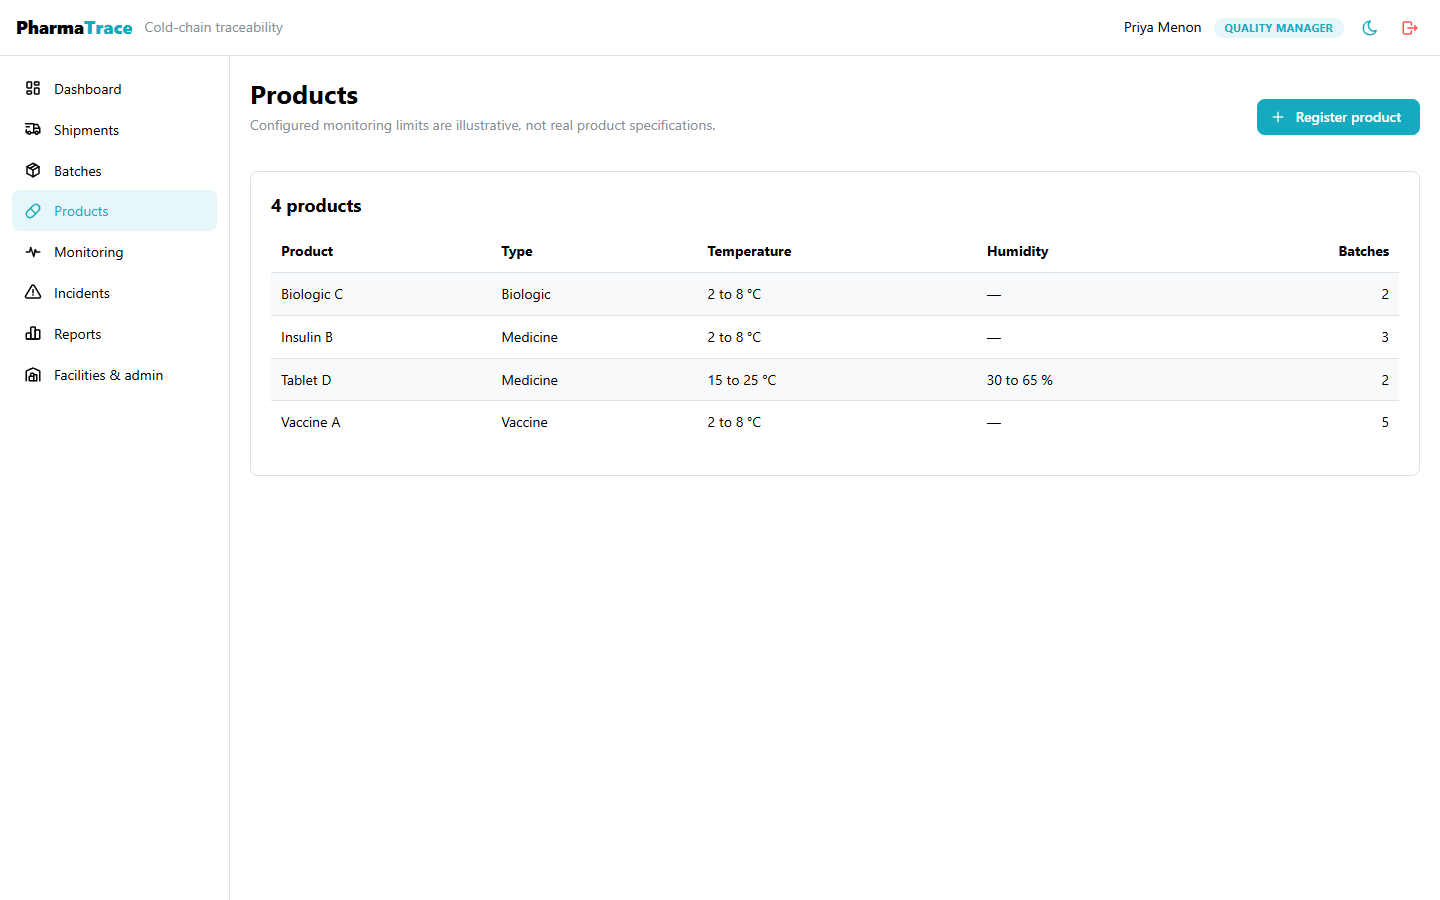 PharmaTrace Cold-chain traceability Priya Menon QUALITY MANAGER
Dashboard
Shipments
Batches
Products
Monitoring
Incidents
Reports
Facilities & admin
Products
Configured monitoring limits are illustrative, not real product specifications.
+ Register product
4 products
Product Type Temperature Humidity Batches
Biologic C Biologic 2 to 8 °C — 2
Insulin B Medicine 2 to 8 °C — 3
Tablet D Medicine 15 to 25 °C 30 to 65 % 2
Vaccine A Vaccine 2 to 8 °C — 5